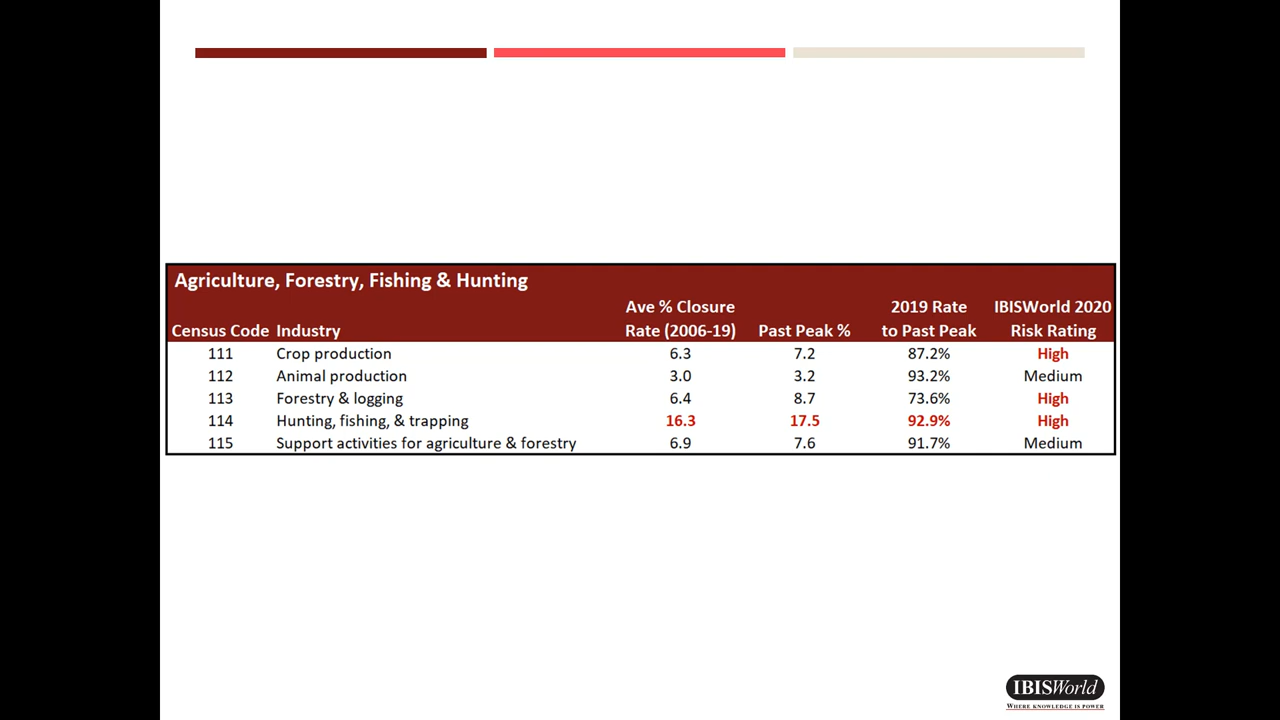 Agriculture, Forestry, Fishing & Hunting
Ave % Closure 2019 Rate IBISWorld 2020
Census Code Industry Rate (2006-19) Past Peak % to Past Peak Risk Rating
111 Crop production 6.3 7.2 87.2% High
112 Animal production 3.0 3.2 93.2% Medium
113 Forestry & logging 6.4 8.7 73.6% High
114 Hunting, fishing, & trapping 16.3 17.5 92.9% High
115 Support activities for agriculture & forestry 6.9 7.6 91.7% Medium
IBISWorld
WHERE KNOWLEDGE IS POWER